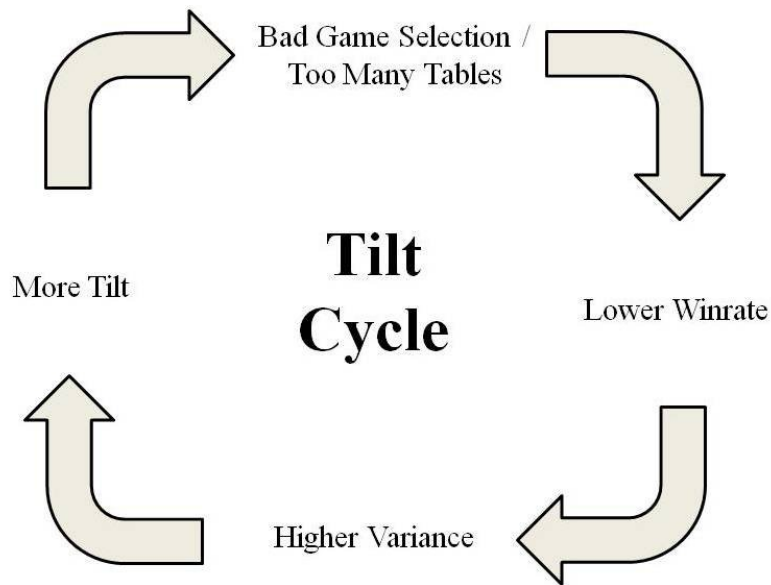 Bad Game Selection /
Too Many Tables
Tilt
Cycle
More Tilt
Lower Winrate
Higher Variance